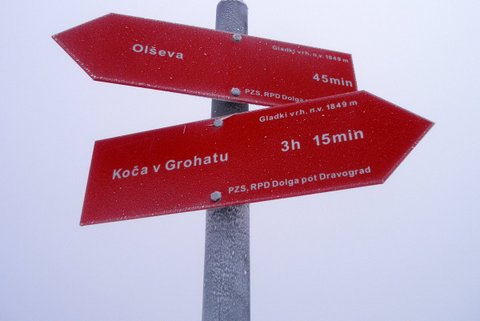 Gladki vrh, n.v. 1849 m
Olševa
45min
PZS, RPD Dolga pot
Gladki vrh. n.v. 1849 m
3h 15min
Koča v Grohatu
PZS, RPD Dolga pot Dravograd